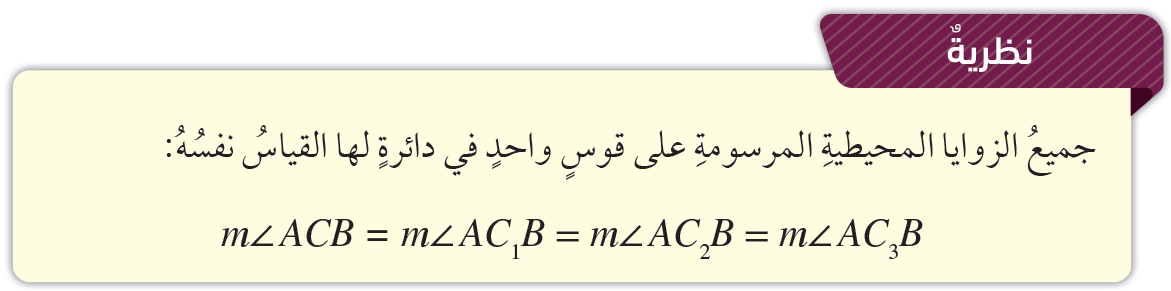 نظريةٌ
جميعُ الزوايا المحيطيةِ المرسومةِ على قوسٍ واحدٍ في دائرةٍ لها القياسُ نفسُهُ:
m∠ACB = m∠AC₁B = m∠AC₂B = m∠AC₃B